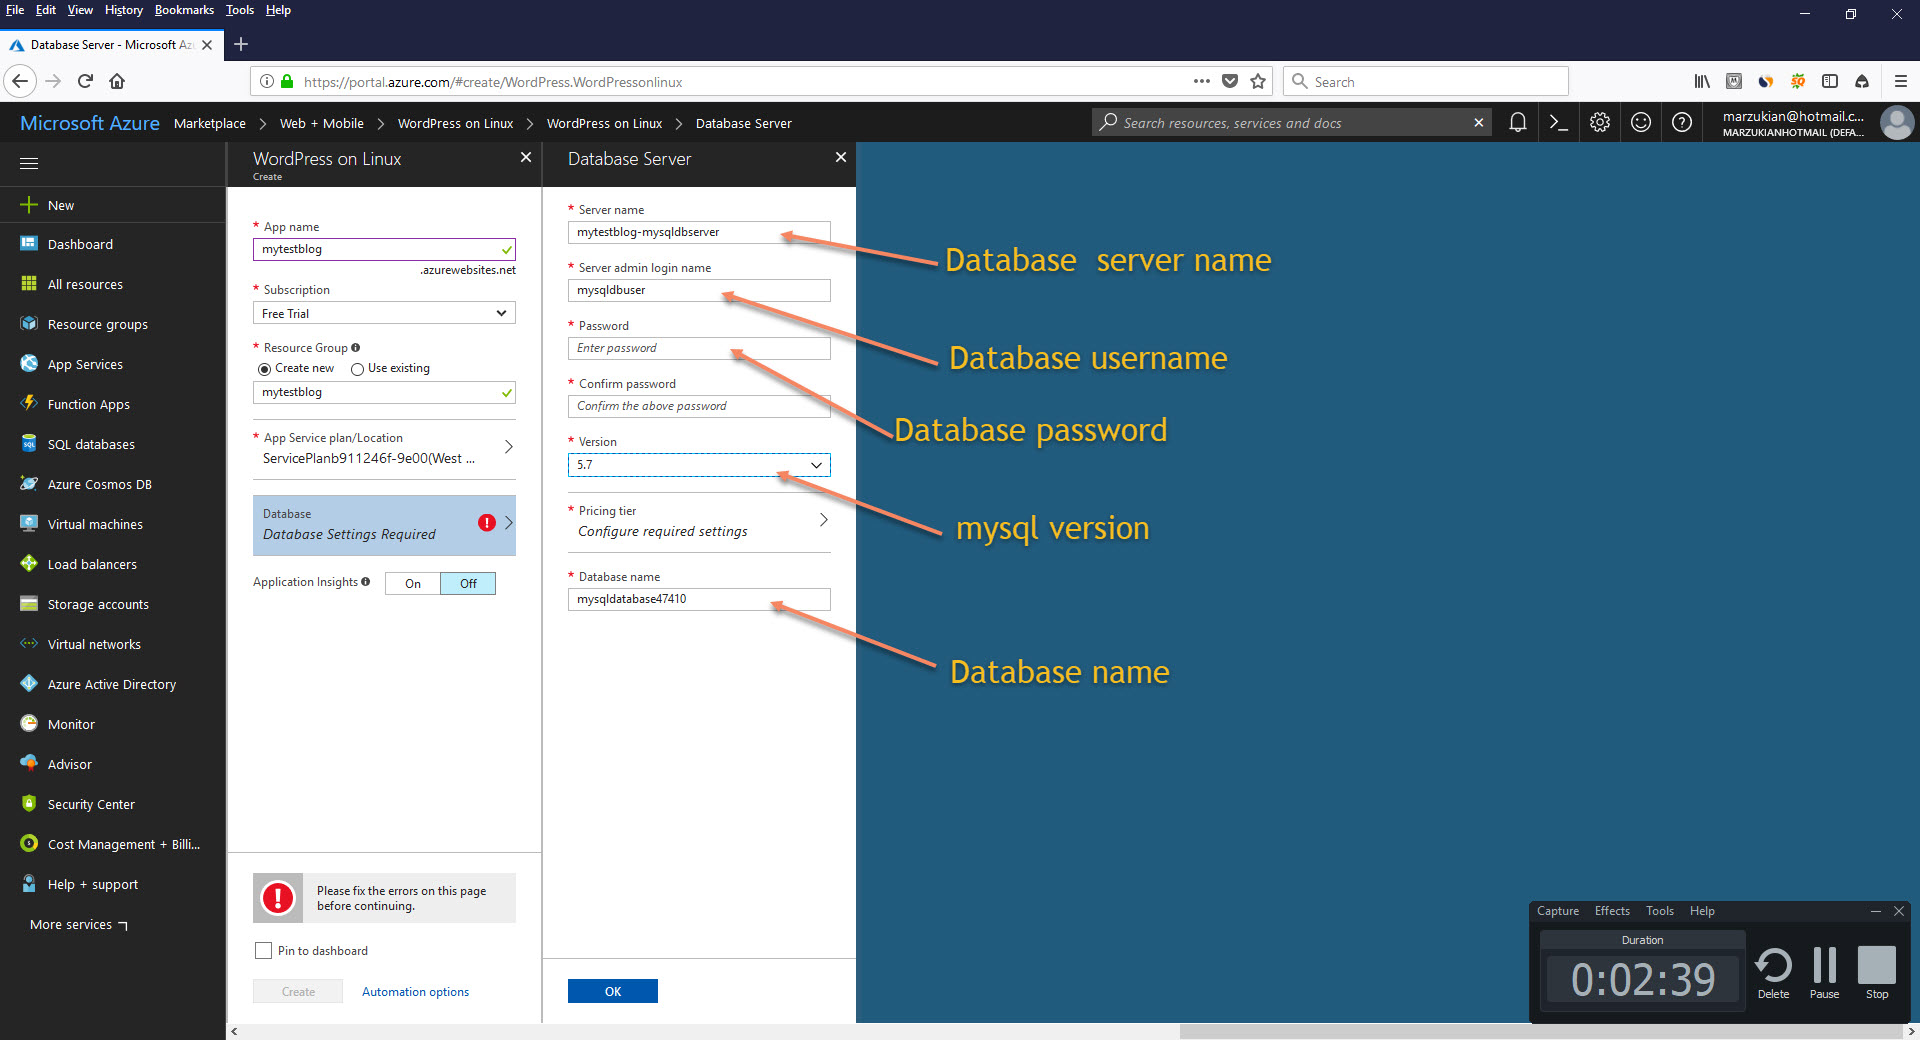 File Edit View History Bookmarks Tools Help
Database Server - Microsoft Az
https://portal.azure.com/#create/WordPress.WordPressonlinux
Search
Microsoft Azure Marketplace > Web + Mobile > WordPress on Linux > WordPress on Linux > Database Server
Search resources, services and docs
marzukian@hotmail.c...
MARZUKIANHOTMAIL (DEFA...
New
Dashboard
All resources
Resource groups
App Services
Function Apps
SQL databases
Azure Cosmos DB
Virtual machines
Load balancers
Storage accounts
Virtual networks
Azure Active Directory
Monitor
Advisor
Security Center
Cost Management + Billi...
Help + support
More services
WordPress on Linux
Create
* App name
mytestblog
.azurewebsites.net
* Subscription
Free Trial
* Resource Group
Create new Use existing
mytestblog
* App Service plan/Location
ServicePlanb911246f-9e00(West ...
Database
Database Settings Required
Application Insights On Off
Please fix the errors on this page
before continuing.
Pin to dashboard
Create Automation options
Database Server
* Server name
mytestblog-mysqldbserver
* Server admin login name
mysqldbuser
* Password
Enter password
* Confirm password
Confirm the above password
* Version
5.7
* Pricing tier
Configure required settings
* Database name
mysqldatabase47410
OK
Database server name
Database username
Database password
mysql version
Database name
Capture Effects Tools Help
Duration
0:02:39
Delete Pause Stop